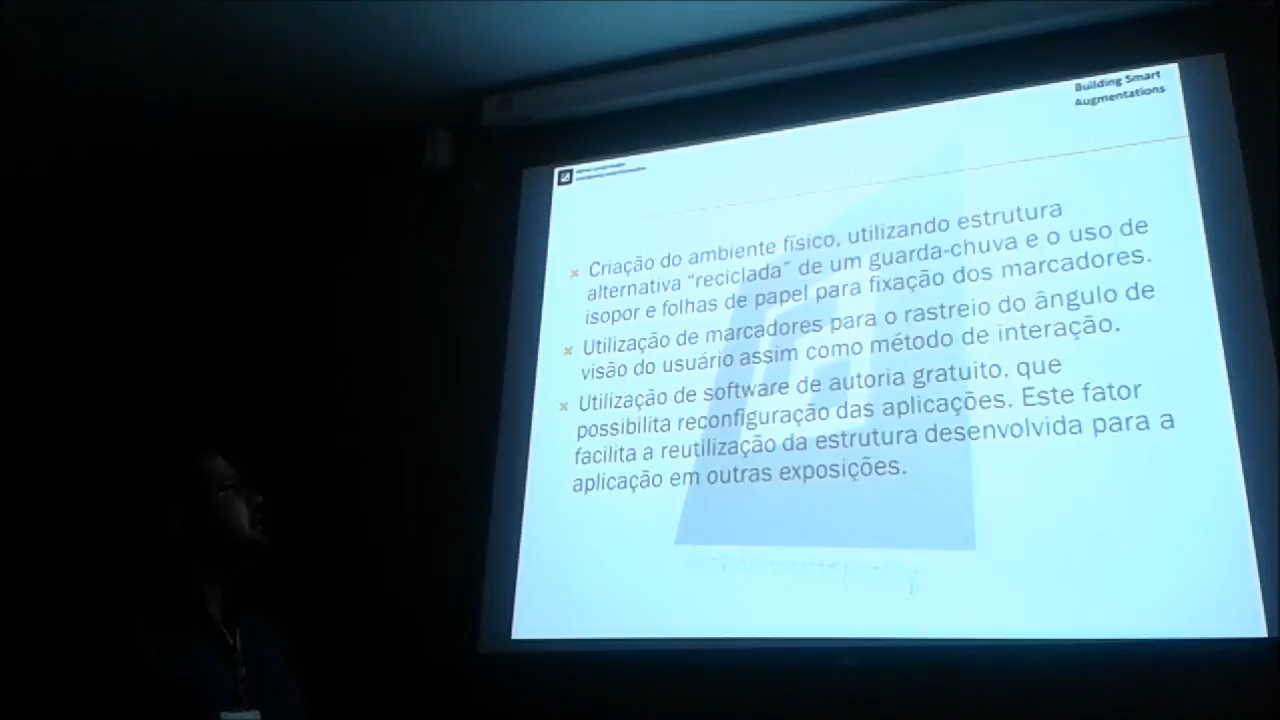 Building Smart
Augmentations
Criação do ambiente físico, utilizando estrutura
alternativa “reciclada” de um guarda-chuva e o uso de
isopor e folhas de papel para fixação dos marcadores.
Utilização de marcadores para o rastreio do ângulo de
visão do usuário assim como método de interação.
Utilização de software de autoria gratuito, que
possibilita reconfiguração das aplicações. Este fator
facilita a reutilização da estrutura desenvolvida para a
aplicação em outras exposições.